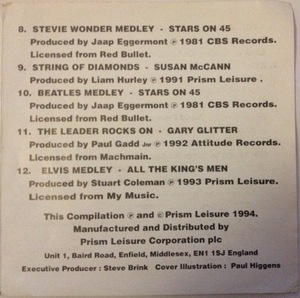 8. STEVIE WONDER MEDLEY - STARS ON 45
Produced by Jaap Eggermont ℗ 1981 CBS Records.
Licensed from Red Bullet.
9. STRING OF DIAMONDS - SUSAN McCANN
Produced by Liam Hurley ℗ 1991 Prism Leisure .
10. BEATLES MEDLEY - STARS ON 45
Produced by Jaap Eggermont ℗ 1981 CBS Records.
Licensed from Red Bullet.
11. THE LEADER ROCKS ON - GARY GLITTER
Produced by Paul Gadd Jnr ℗ 1992 Attitude Records.
Licensed from Machmain.
12. ELVIS MEDLEY - ALL THE KING'S MEN
Produced by Stuart Coleman ℗ 1993 Prism Leisure.
Licensed from My Music.
This Compilation ℗ and © Prism Leisure 1994.
Manufactured and Distributed by
Prism Leisure Corporation plc
Unit 1, Baird Road, Enfield, Middlesex, EN1 1SJ England
Executive Producer : Steve Brink Cover Illustration : Paul Higgens